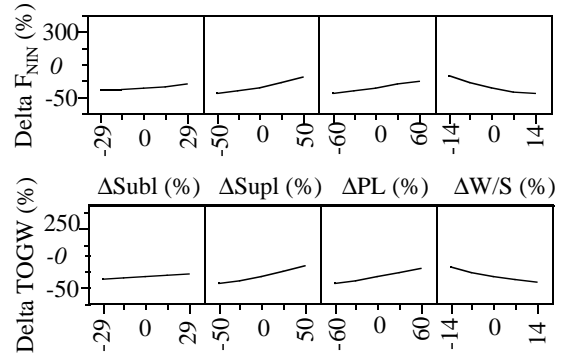 Delta F_NIN (%)
300
0
-50
-29 0 29 -50 0 50 -60 0 60 -14 0 14
ΔSubl (%) ΔSupl (%) ΔPL (%) ΔW/S (%)
Delta TOGW (%)
250
-0
-50
-29 0 29 -50 0 50 -60 0 60 -14 0 14